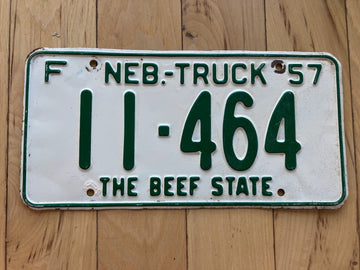 F NEB.-TRUCK 57
11·464
THE BEEF STATE